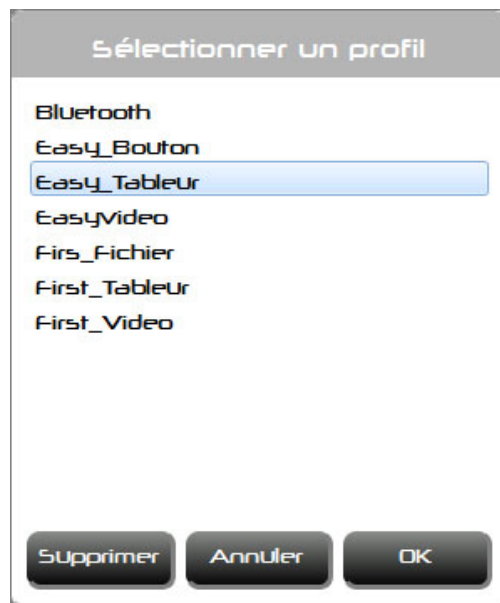 Sélectionner un profil
Bluetooth
Easy_Bouton
Easy_Tableur
EasyVideo
Firs_Fichier
First_Tableur
First_Video
Supprimer Annuler OK